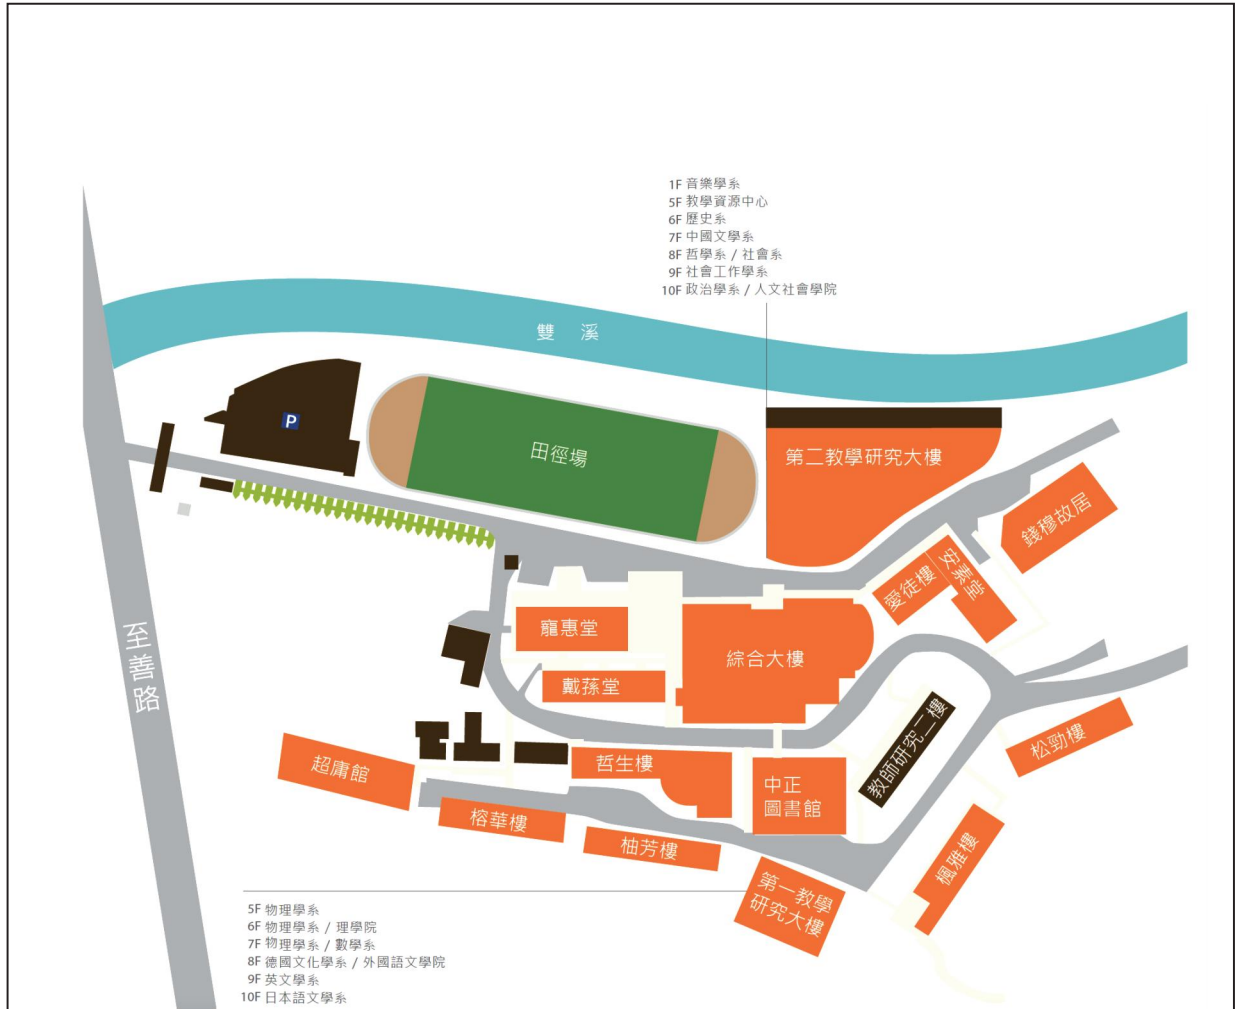 1F 音樂學系
5F 教學資源中心
6F 歷史系
7F 中國文學系
8F 哲學系 / 社會系
9F 社會工作學系
10F 政治學系 / 人文社會學院
雙 溪
P
田徑場
第二教學研究大樓
錢穆故居
愛徒樓
安素堂
至善路
寵惠堂
綜合大樓
戴蓀堂
教師研究二樓
松勁樓
超庸館
哲生樓
中正
圖書館
榕華樓
柚芳樓
楓雅樓
第一教學
研究大樓
5F 物理學系
6F 物理學系 / 理學院
7F 物理學系 / 數學系
8F 德國文化學系 / 外國語文學院
9F 英文學系
10F 日本語文學系